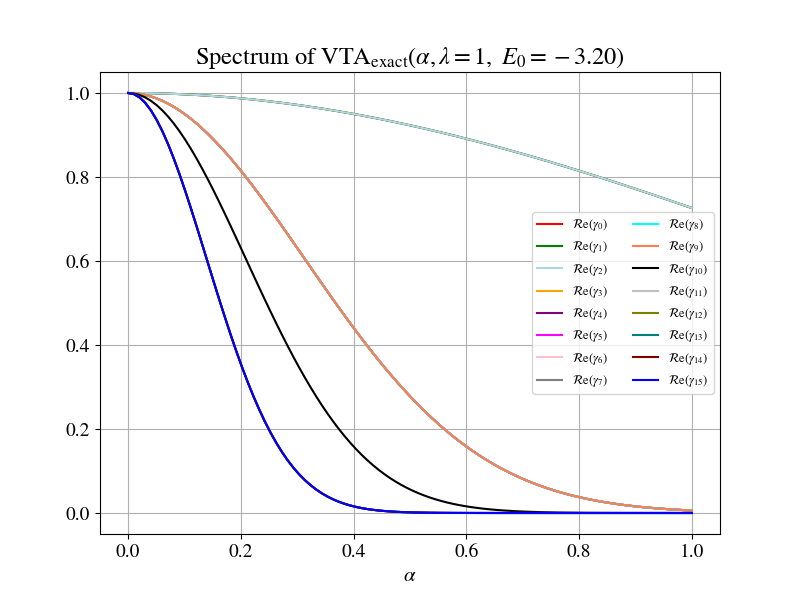 Spectrum of VTA_exact(α, λ = 1, E_0 = −3.20)
1.0
0.8
0.6
0.4
0.2
0.0
ℛe(γ_0) ℛe(γ_8)
ℛe(γ_1) ℛe(γ_9)
ℛe(γ_2) ℛe(γ_10)
ℛe(γ_3) ℛe(γ_11)
ℛe(γ_4) ℛe(γ_12)
ℛe(γ_5) ℛe(γ_13)
ℛe(γ_6) ℛe(γ_14)
ℛe(γ_7) ℛe(γ_15)
0.0 0.2 0.4 0.6 0.8 1.0
α